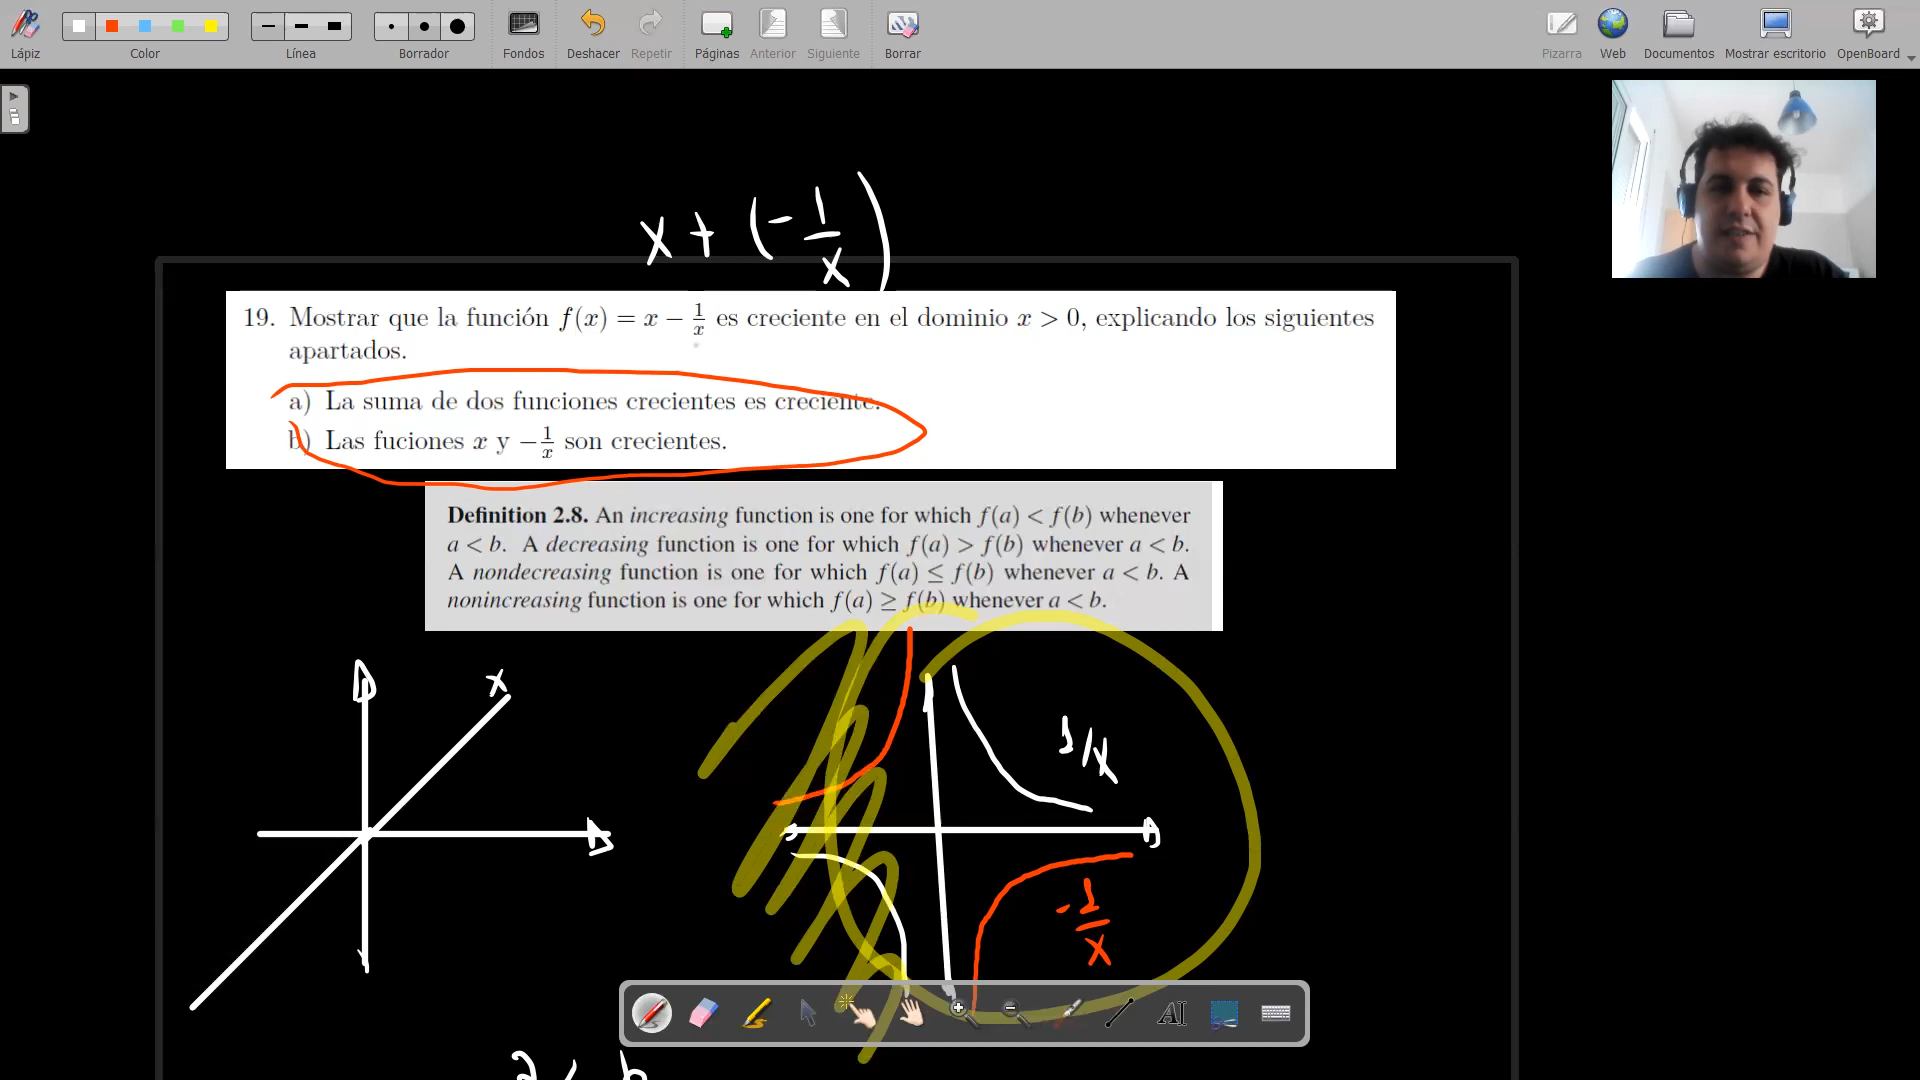 Lápiz
Color
Línea
Borrador
Fondos
Deshacer
Repetir
Páginas
Anterior
Siguiente
Borrar
Pizarra
Web
Documentos
Mostrar escritorio
OpenBoard
x + (-1/x)
19. Mostrar que la función f(x) = x − 1/x es creciente en el dominio x > 0, explicando los siguientes
apartados.
a) La suma de dos funciones crecientes es creciente.
b) Las fuciones x y −1/x son crecientes.
Definition 2.8. An increasing function is one for which f(a) < f(b) whenever
a < b. A decreasing function is one for which f(a) > f(b) whenever a < b.
A nondecreasing function is one for which f(a) ≤ f(b) whenever a < b. A
nonincreasing function is one for which f(a) ≥ f(b) whenever a < b.
x
1/x
-1/x
AI